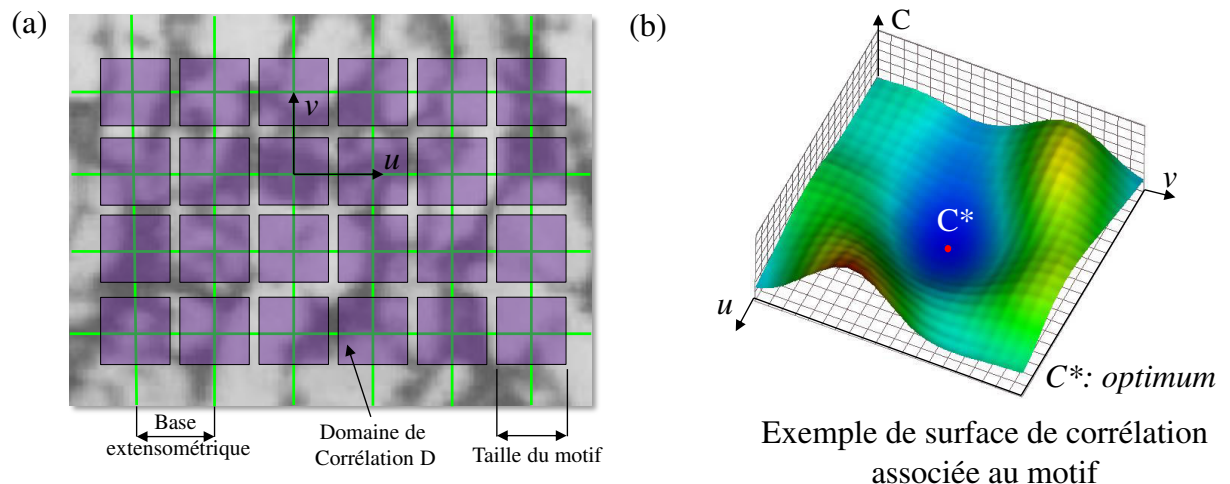 (a)
v
u
Base
extensométrique
Domaine de
Corrélation D
Taille du motif
(b)
C
v
C*
u
C*: optimum
Exemple de surface de corrélation
associée au motif